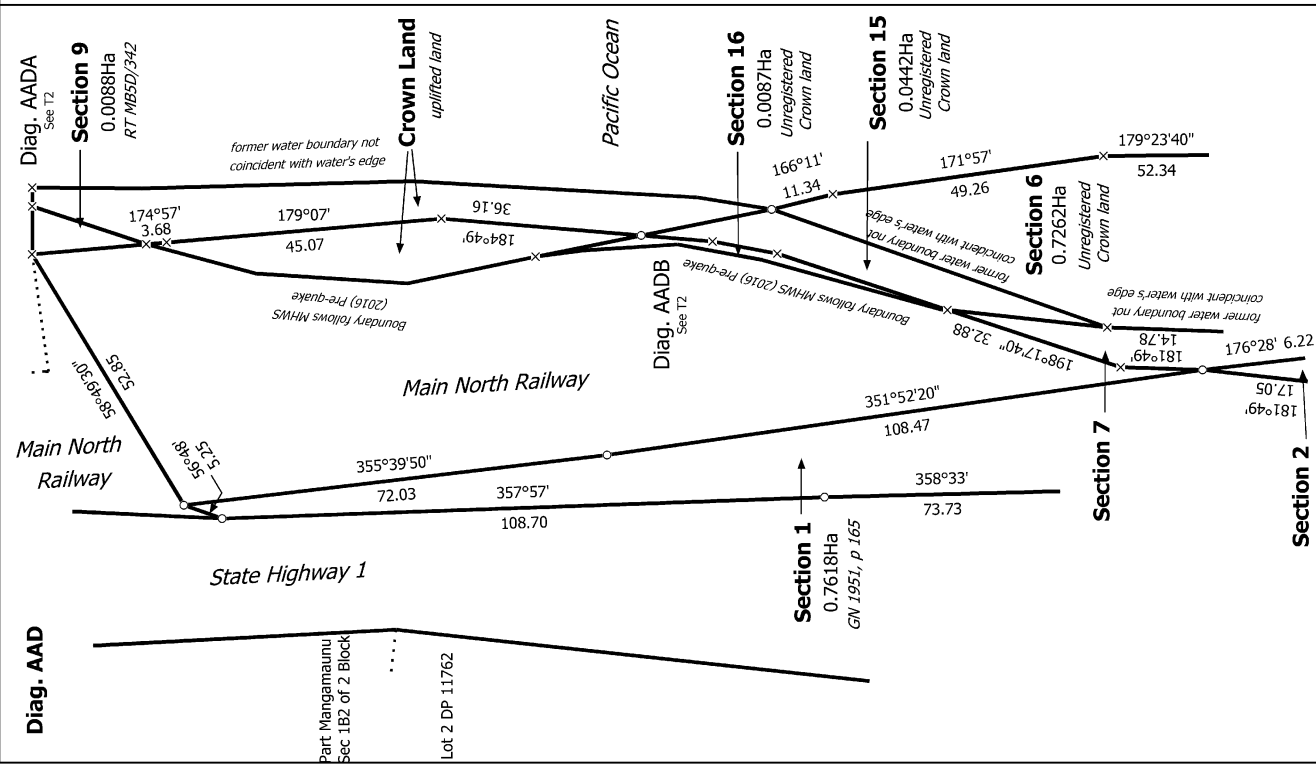 Diag. AADA
See T2
Section 9
0.0088Ha
RT MB5D/342
former water boundary not
coincident with water's edge
Crown Land
uplifted land
Pacific Ocean
Section 16
0.0087Ha
Unregistered
Crown land
Section 15
0.0442Ha
Unregistered
Crown land
166°11'
11.34
171°57'
49.26
179°23'40"
52.34
174°57'
3.68
179°07'
45.07
36.16
184°49'
Section 6
0.7262Ha
Unregistered
Crown land
former water boundary not
coincident with water's edge
former water boundary not
coincident with water's edge
Boundary follows MHWS
(2016) Pre-quake
Diag. AADB
See T2
Boundary follows MHWS (2016) Pre-quake
32.88
198°17'40"
14.78
181°49'
176°28' 6.22
17.05
181°49'
52.85
58°49'30"
Main North Railway
351°52'20"
108.47
Main North
Railway
56°48'
5.25
355°39'50"
72.03
357°57'
108.70
358°33'
73.73
Section 7
Section 2
Section 1
0.7618Ha
GN 1951, p 165
State Highway 1
Diag. AAD
Part Mangamaunu
Sec 1B2 of 2 Block
Lot 2 DP 11762